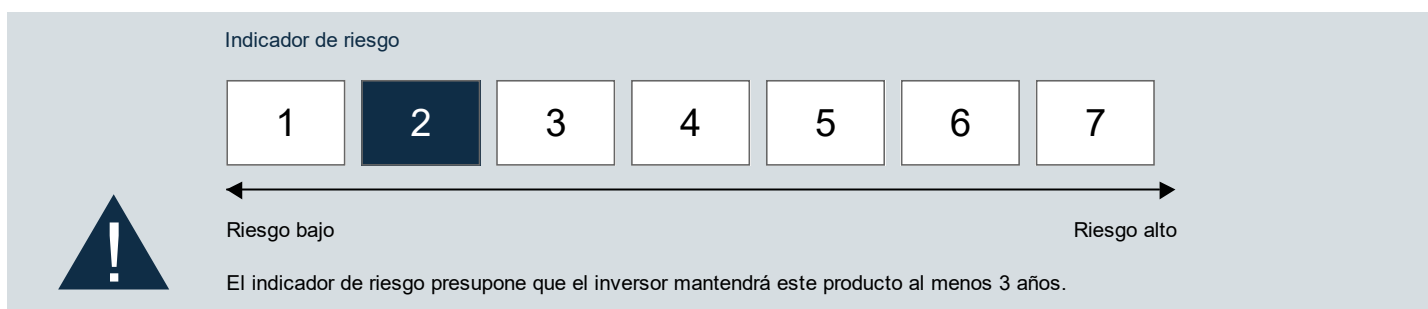 Indicador de riesgo
1 2 3 4 5 6 7
Riesgo bajo Riesgo alto
!
El indicador de riesgo presupone que el inversor mantendrá este producto al menos 3 años.